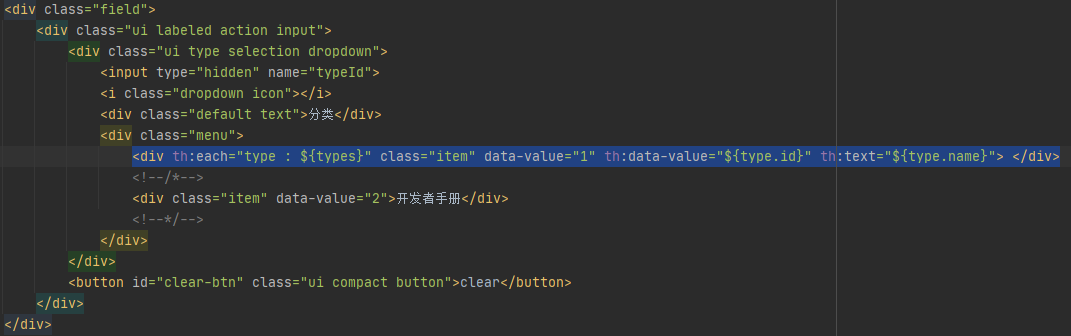 <div class="field">
<div class="ui labeled action input">
<div class="ui type selection dropdown">
<input type="hidden" name="typeId">
<i class="dropdown icon"></i>
<div class="default text">分类</div>
<div class="menu">
<div th:each="type : ${types}" class="item" data-value="1" th:data-value="${type.id}" th:text="${type.name}"> </div>
<!--/*-->
<div class="item" data-value="2">开发者手册</div>
<!--*/-->
</div>
</div>
<button id="clear-btn" class="ui compact button">clear</button>
</div>
</div>